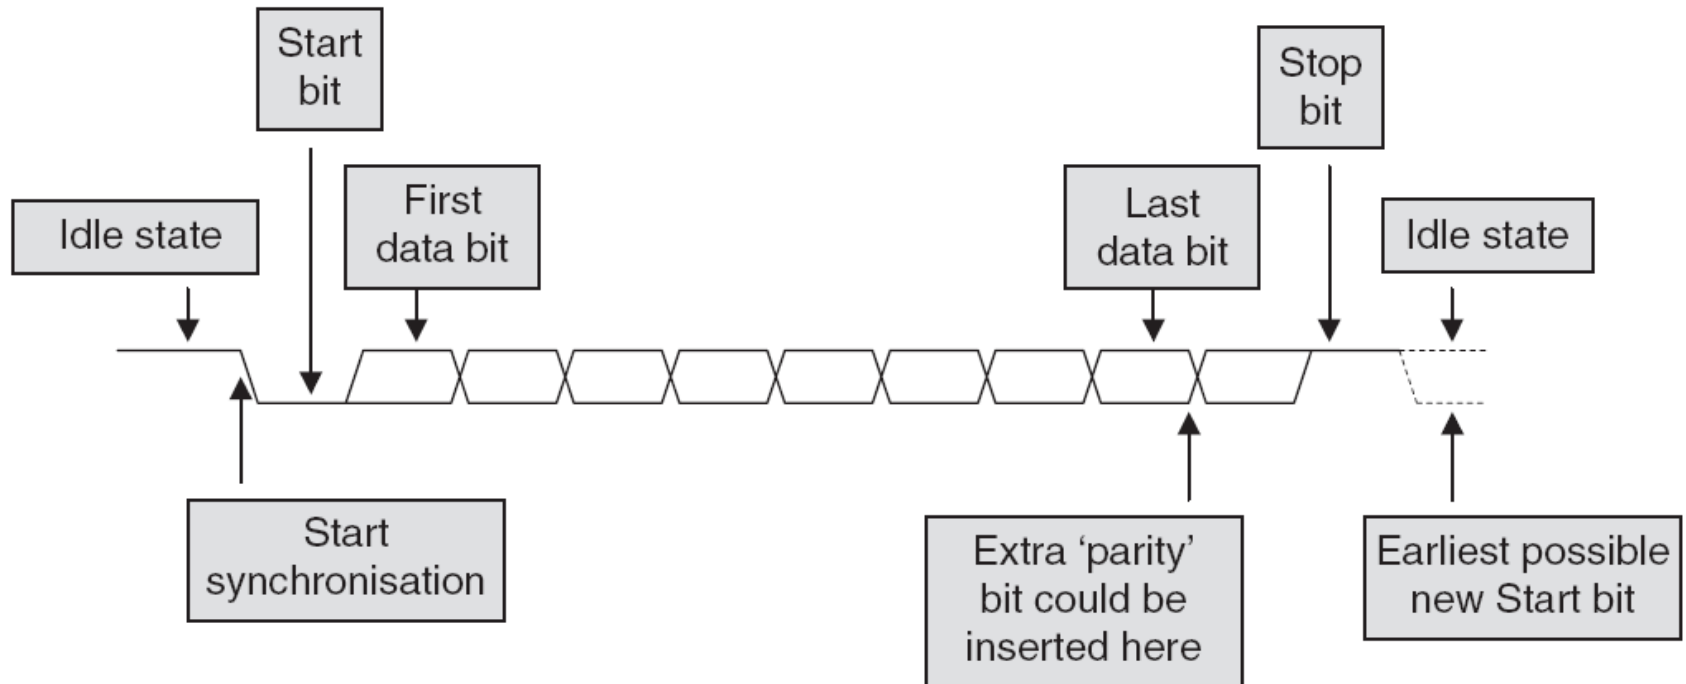 Start
bit
Stop
bit
First
data bit
Last
data bit
Idle state
Idle state
Start
synchronisation
Extra ‘parity’
bit could be
inserted here
Earliest possible
new Start bit